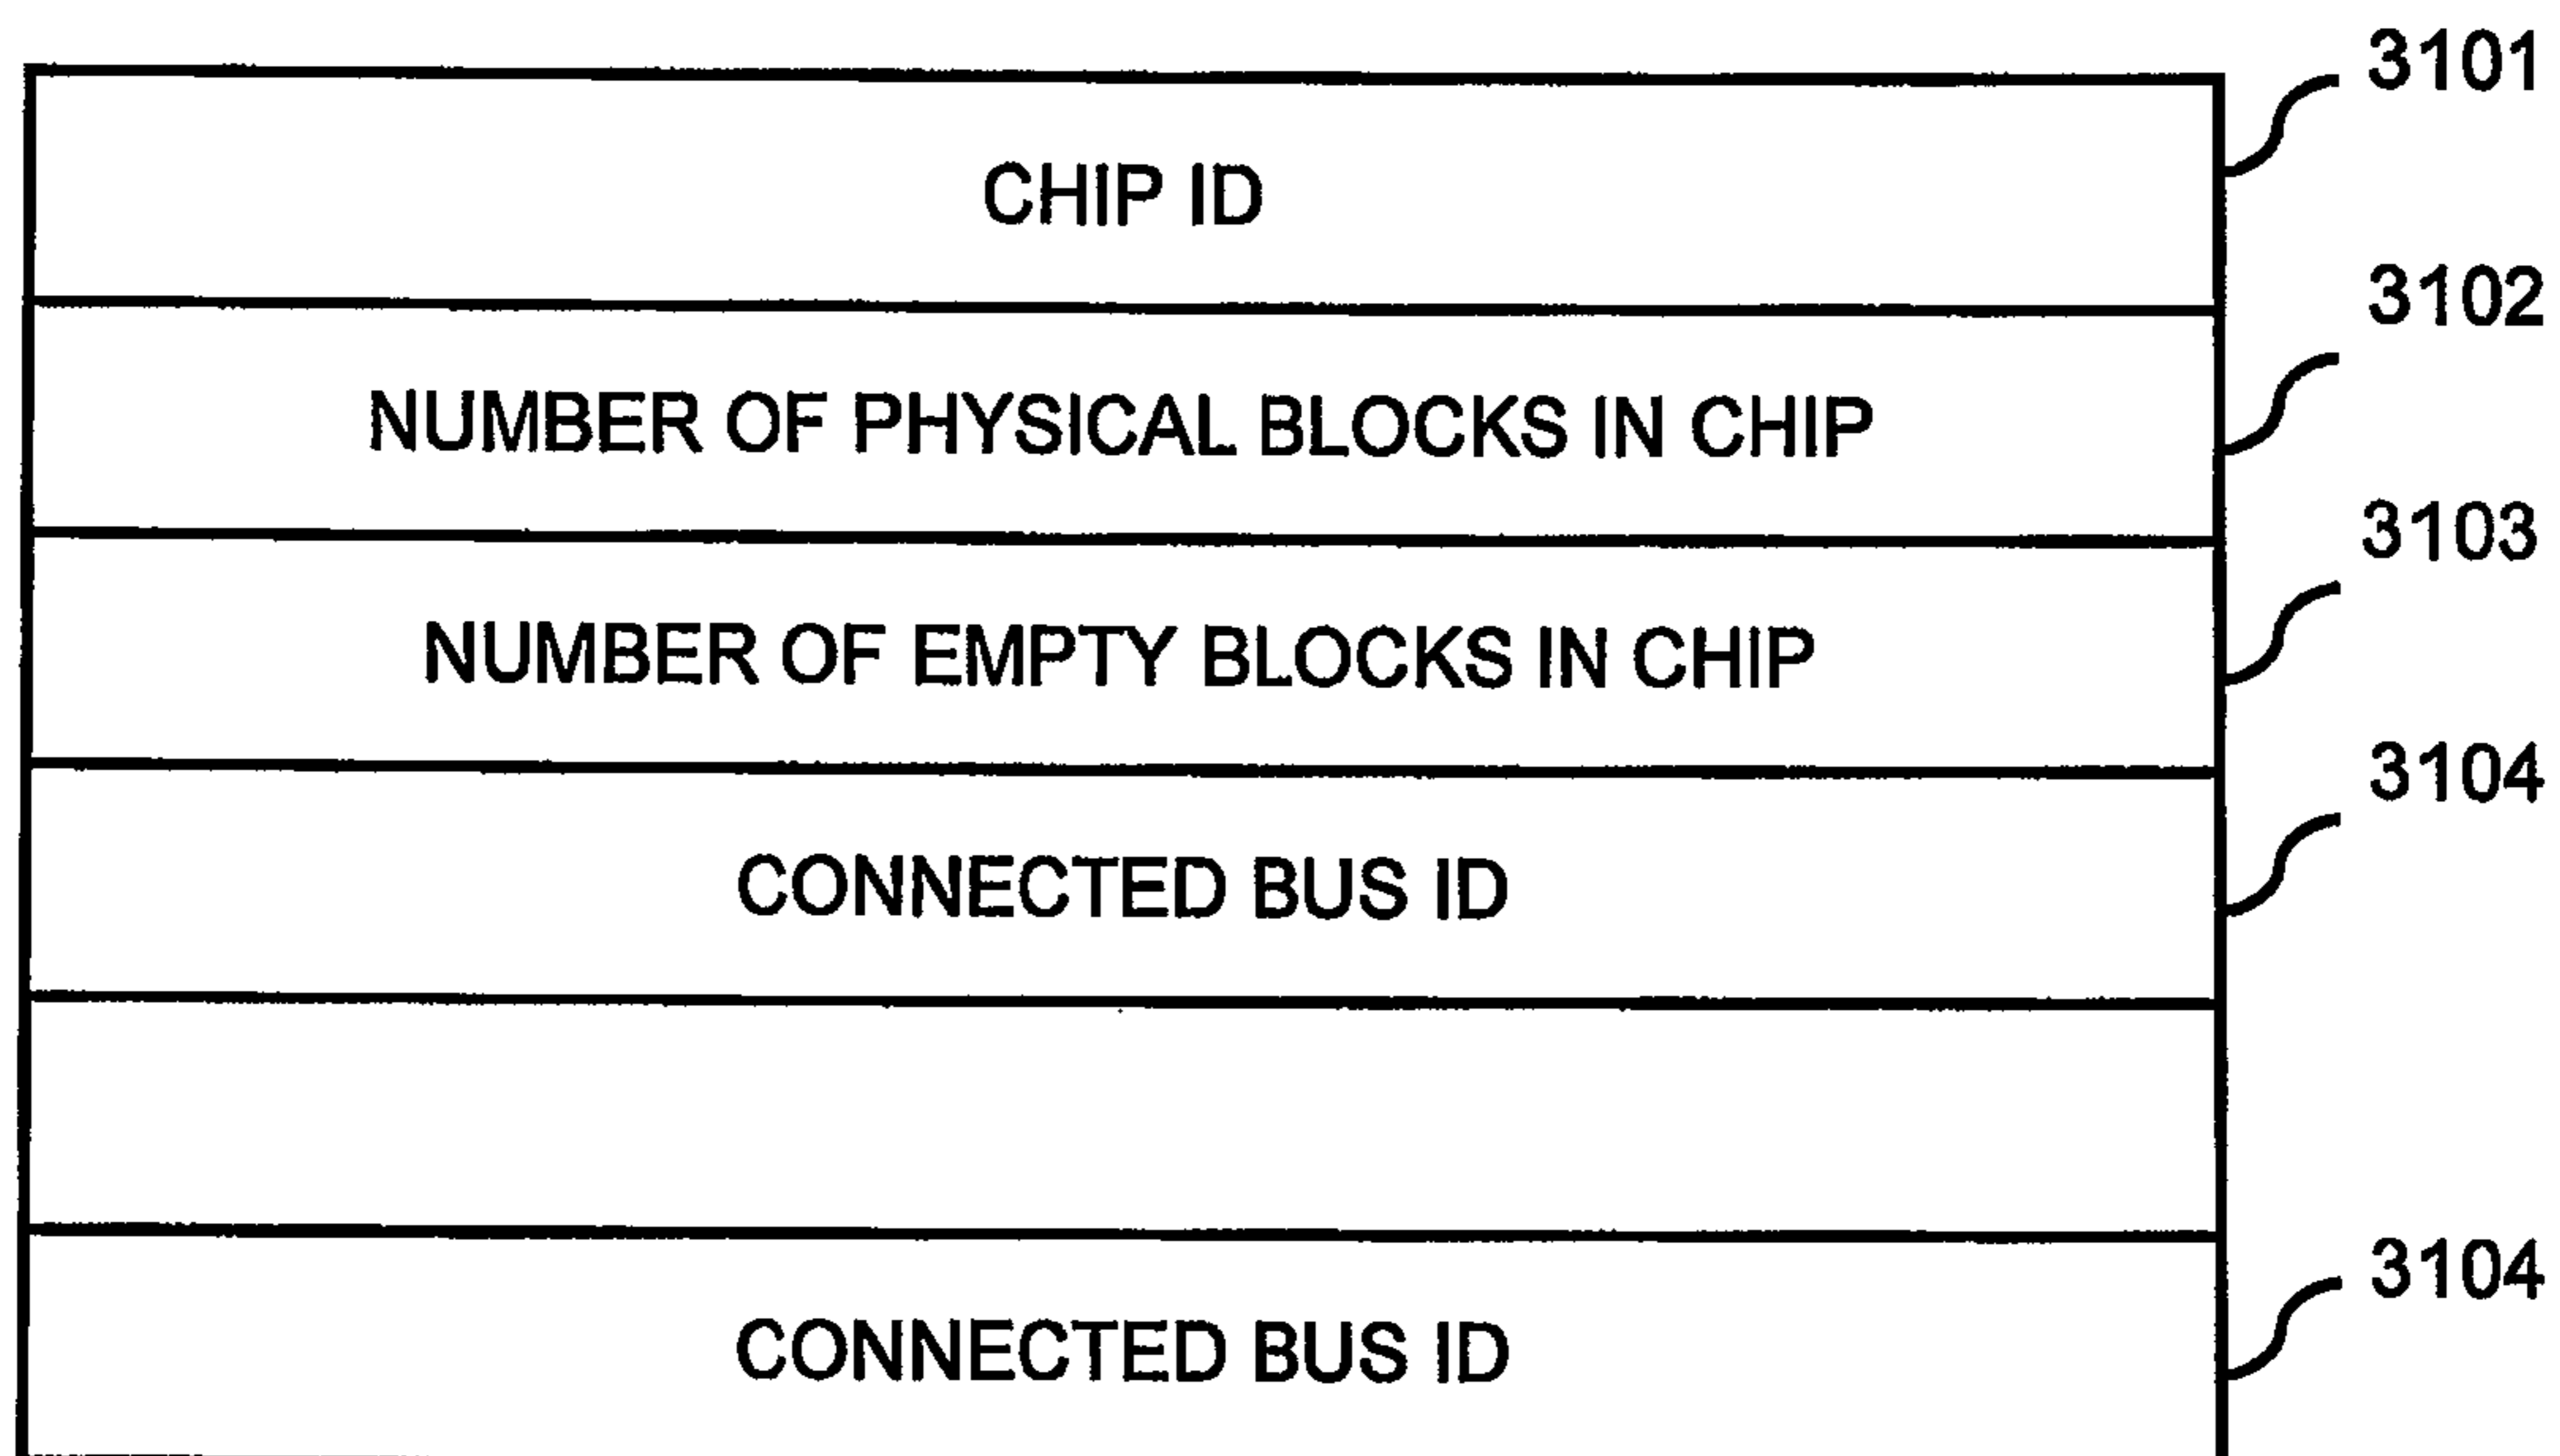 3101
CHIP ID
3102
NUMBER OF PHYSICAL BLOCKS IN CHIP
3103
NUMBER OF EMPTY BLOCKS IN CHIP
3104
CONNECTED BUS ID
3104
CONNECTED BUS ID